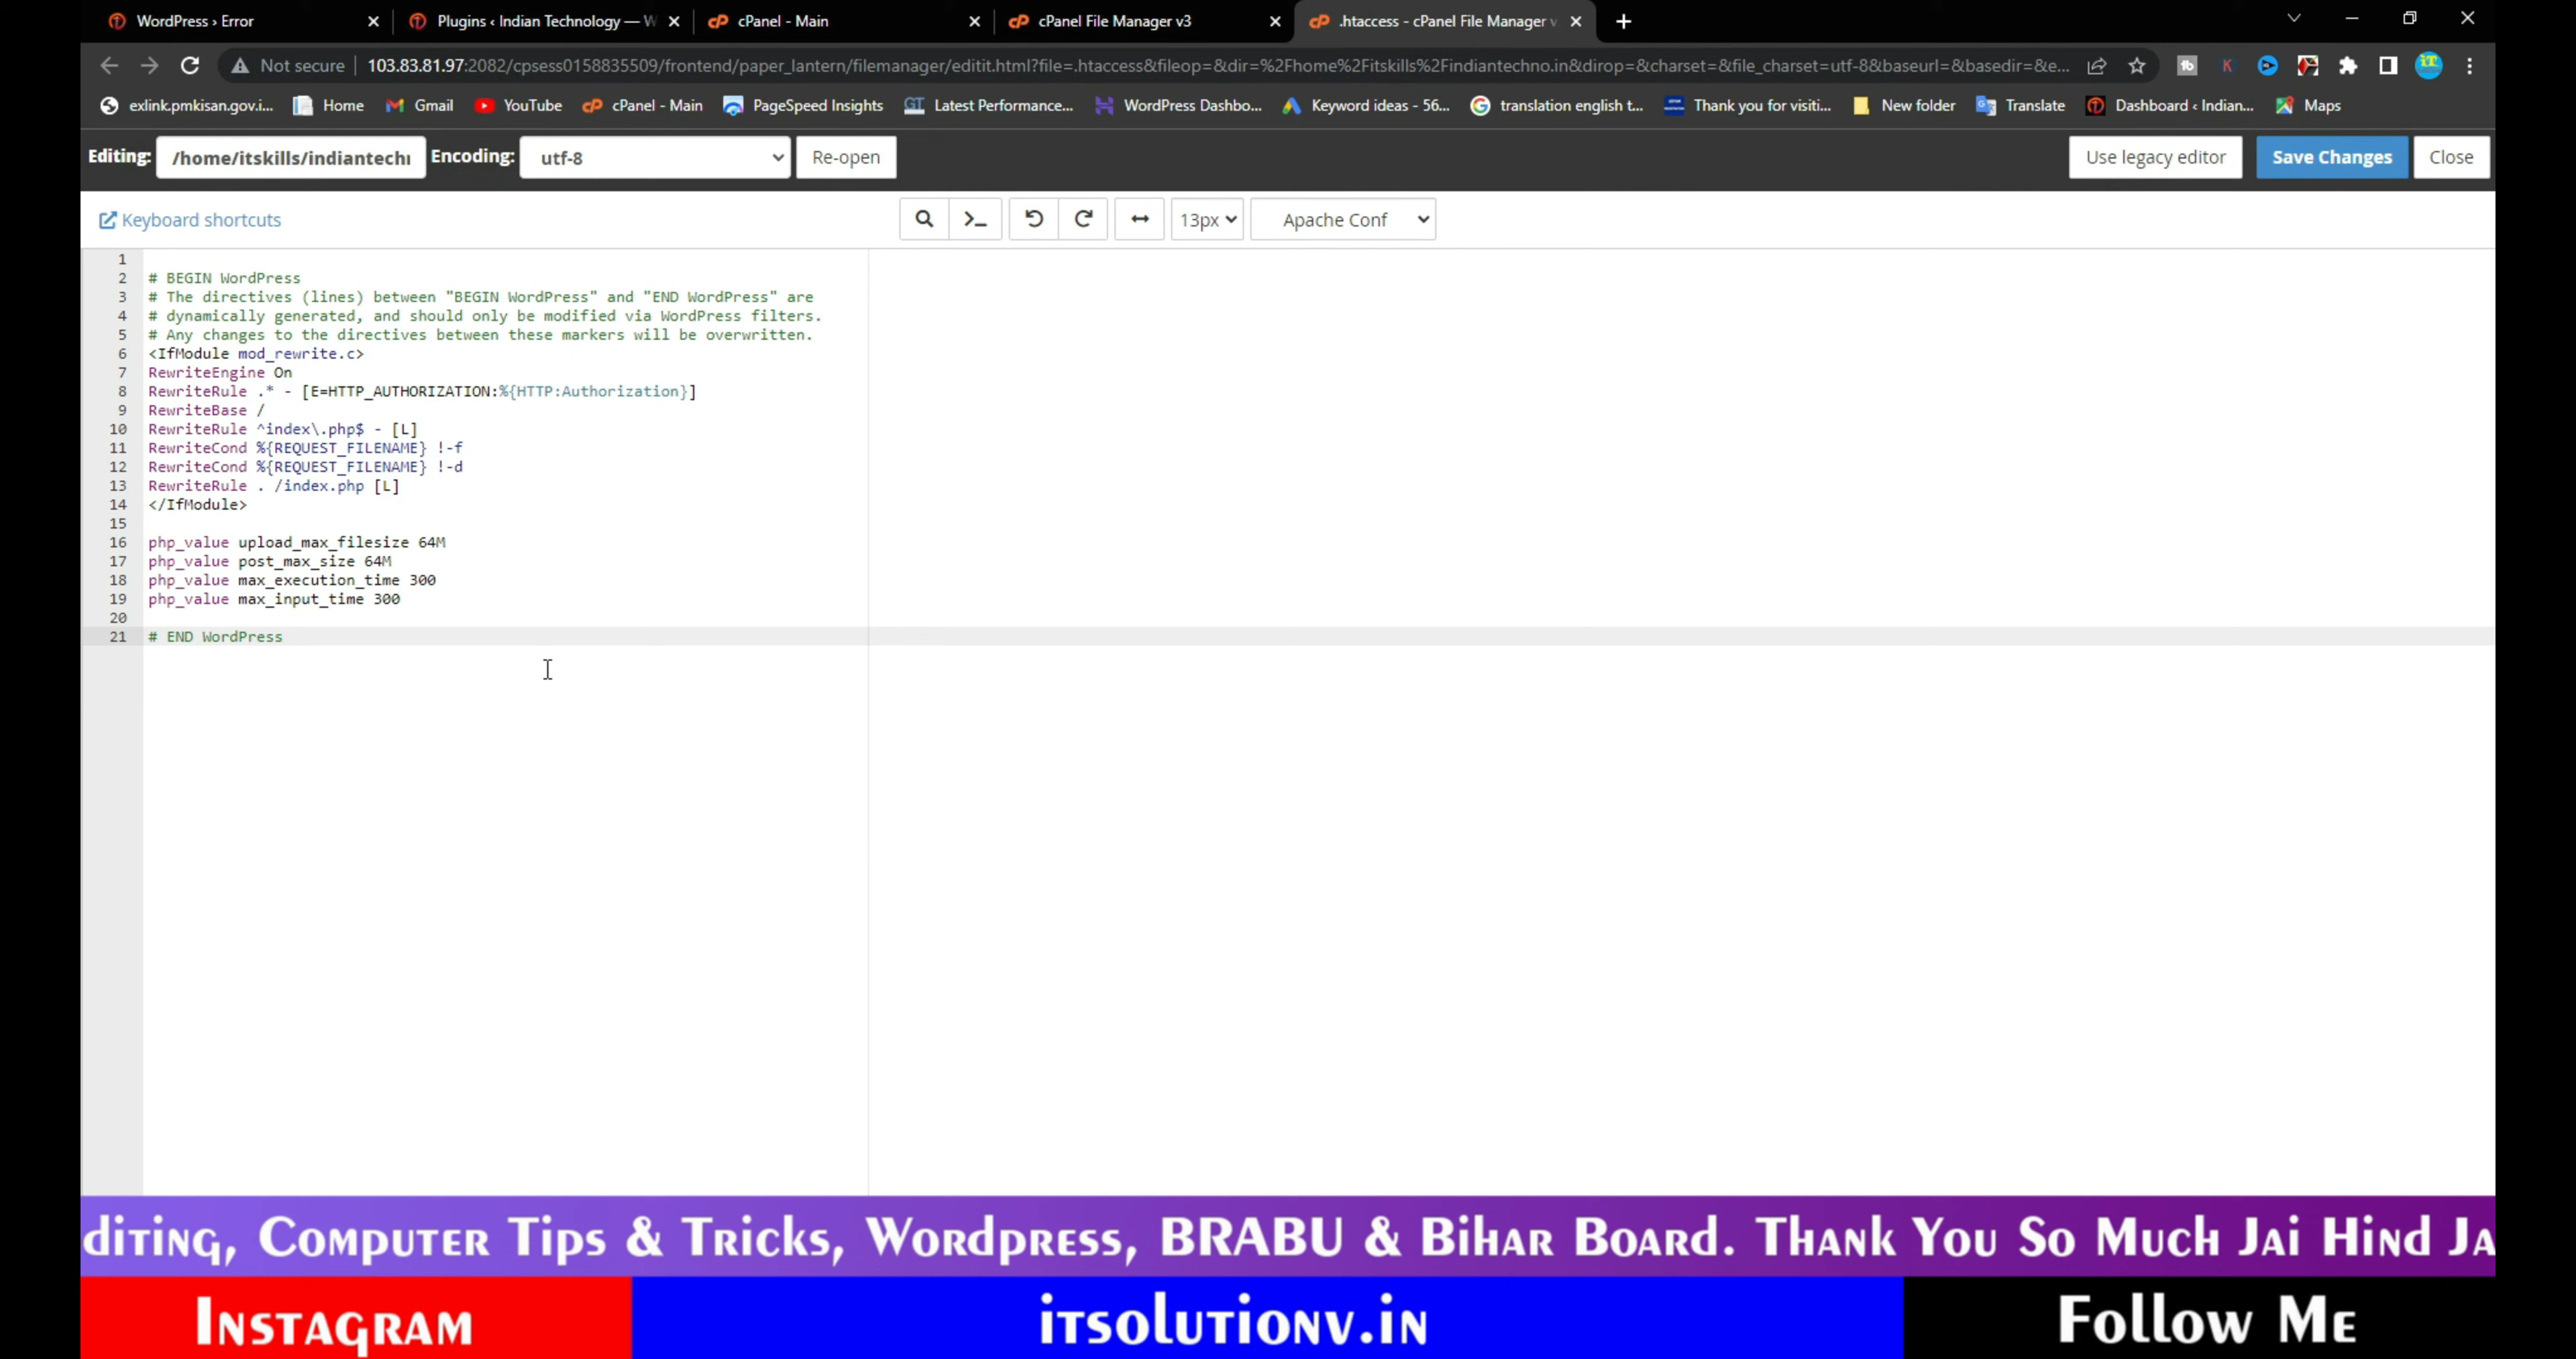 WordPress › Error
Plugins ‹ Indian Technology — W
cPanel - Main
cPanel File Manager v3
.htaccess - cPanel File Manager v
Not secure
103.83.81.97:2082/cpsess0158835509/frontend/paper_lantern/filemanager/editit.html?file=.htaccess&fileop=&dir=%2Fhome%2Fitskills%2Findiantechno.in&dirop=&charset=&file_charset=utf-8&baseurl=&basedir=&e...
exlink.pmkisan.gov.i...
Home
Gmail
YouTube
cPanel - Main
PageSpeed Insights
Latest Performance...
WordPress Dashbo...
Keyword ideas - 56...
translation english t...
Thank you for visiti...
New folder
Translate
Dashboard ‹ Indian...
Maps
Editing: /home/itskills/indiantechn Encoding: utf-8 Re-open
Use legacy editor Save Changes Close
Keyboard shortcuts
13px
Apache Conf
1
2 # BEGIN WordPress
3 # The directives (lines) between "BEGIN WordPress" and "END WordPress" are
4 # dynamically generated, and should only be modified via WordPress filters.
5 # Any changes to the directives between these markers will be overwritten.
6 <IfModule mod_rewrite.c>
7 RewriteEngine On
8 RewriteRule .* - [E=HTTP_AUTHORIZATION:%{HTTP:Authorization}]
9 RewriteBase /
10 RewriteRule ^index\.php$ - [L]
11 RewriteCond %{REQUEST_FILENAME} !-f
12 RewriteCond %{REQUEST_FILENAME} !-d
13 RewriteRule . /index.php [L]
14 </IfModule>
15
16 php_value upload_max_filesize 64M
17 php_value post_max_size 64M
18 php_value max_execution_time 300
19 php_value max_input_time 300
20
21 # END WordPress
diting, Computer Tips & Tricks, Wordpress, BRABU & Bihar Board. Thank You So Much Jai Hind Ja
Instagram
itsolutionv.in
Follow Me